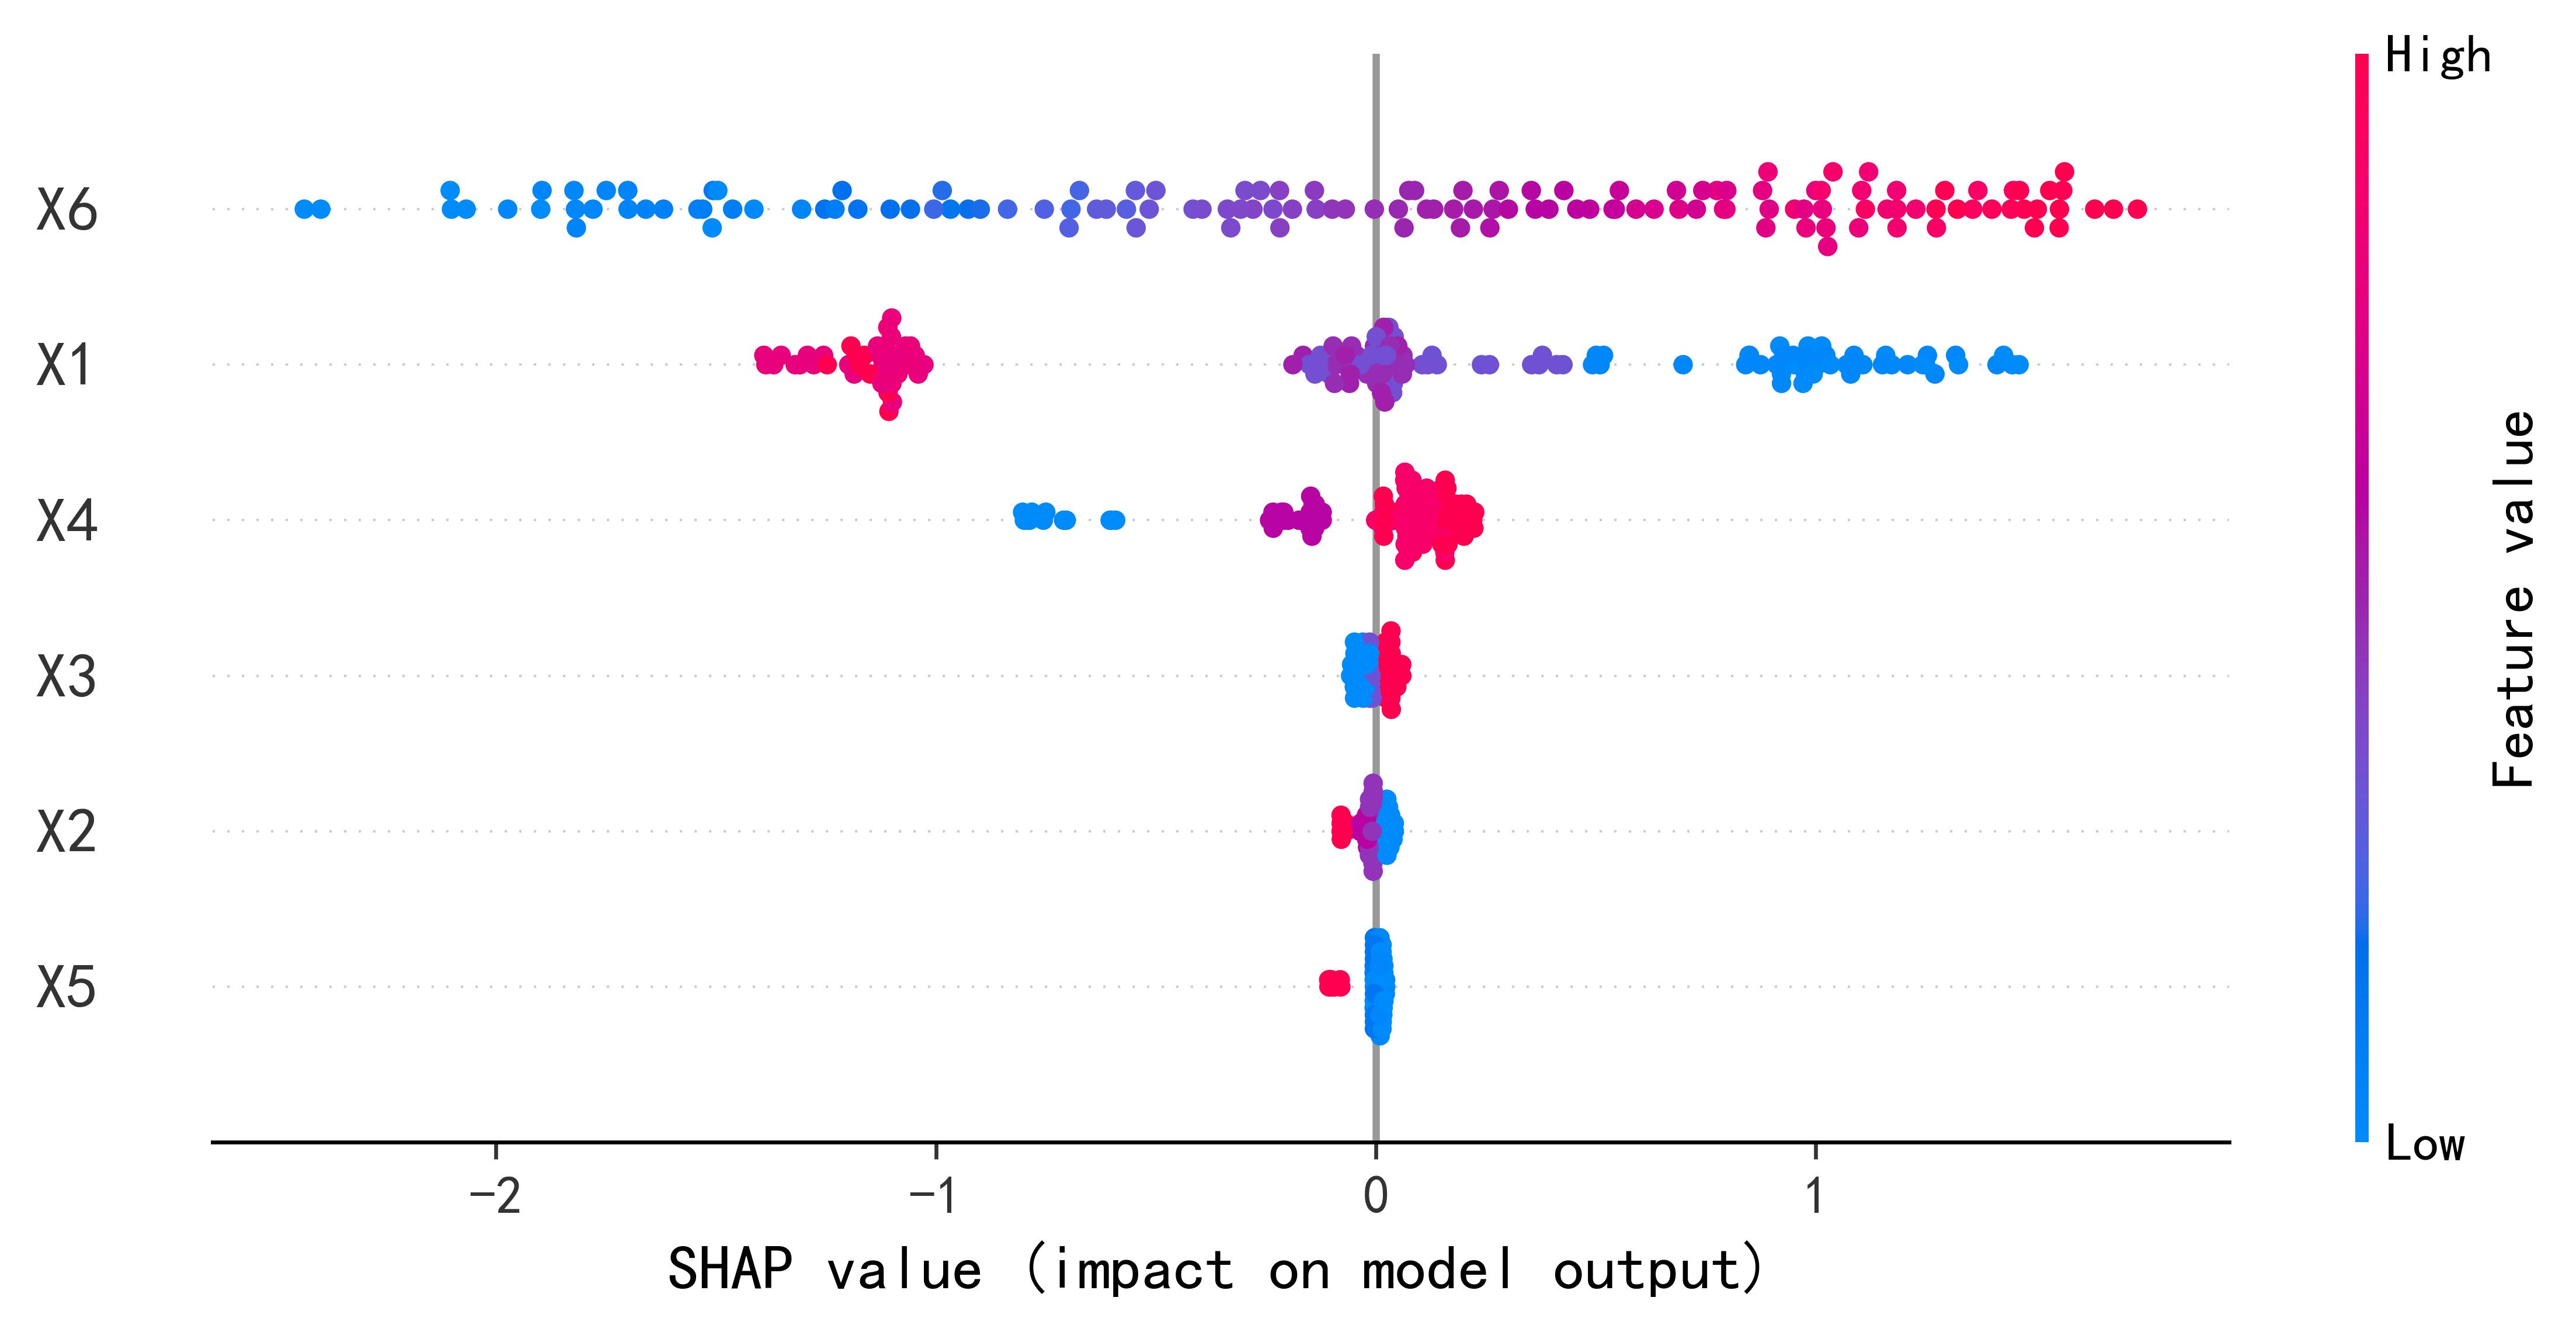 High
X6
X1
X4
X3
X2
X5
Feature value
Low
−2
−1
0
1
SHAP value (impact on model output)